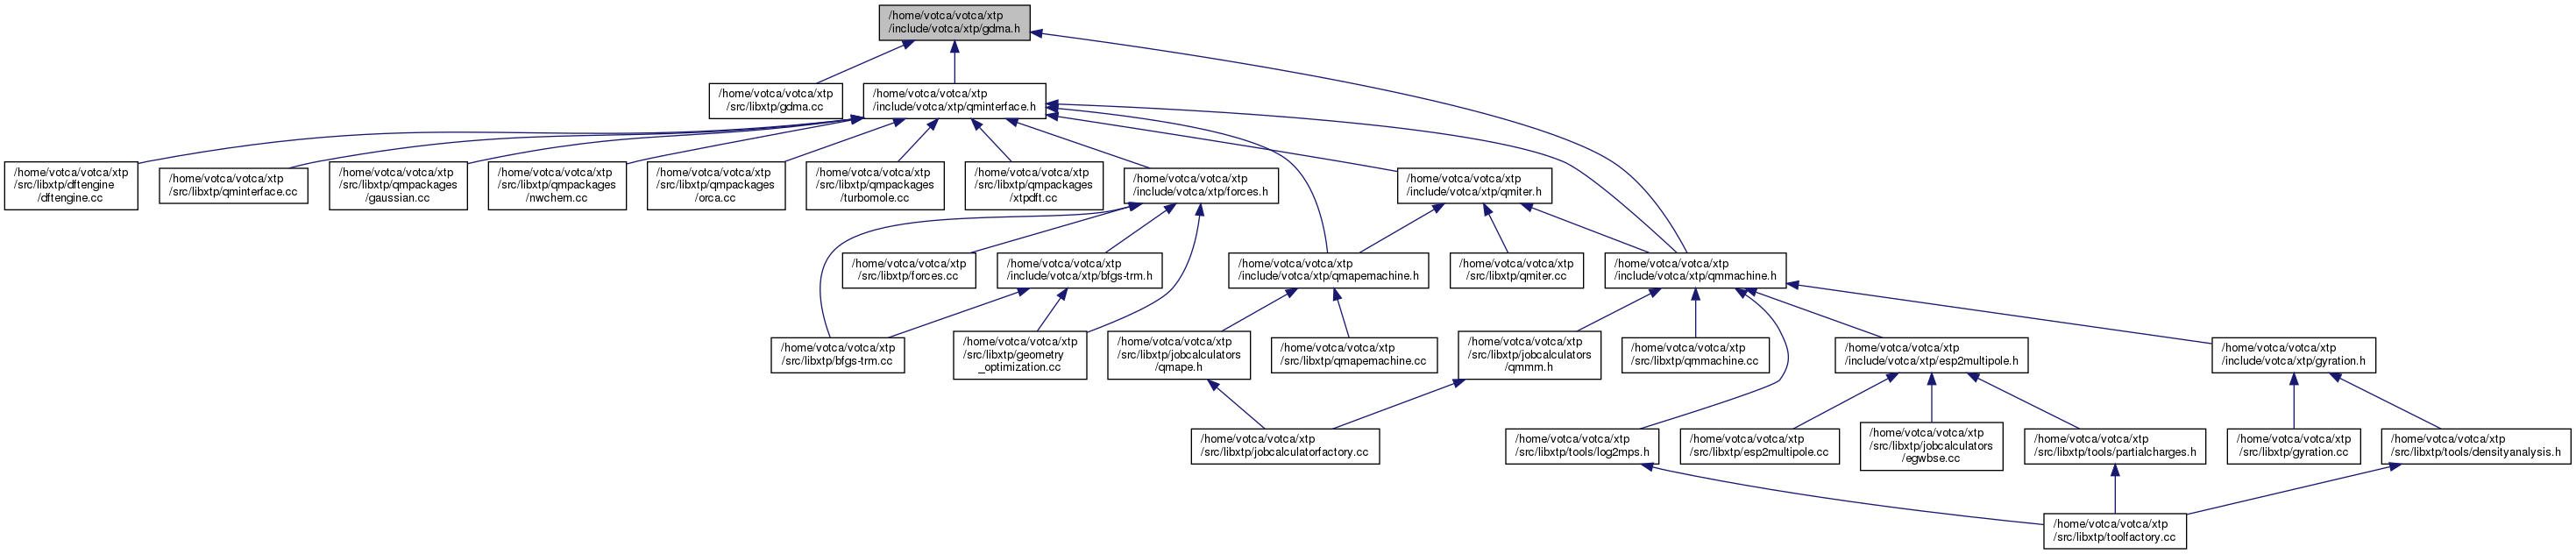 /home/votca/votca/xtp
/include/votca/xtp/gdma.h
/home/votca/votca/xtp
/src/libxtp/gdma.cc
/home/votca/votca/xtp
/include/votca/xtp/qminterface.h
/home/votca/votca/xtp
/src/libxtp/dftengine
/dftengine.cc
/home/votca/votca/xtp
/src/libxtp/qminterface.cc
/home/votca/votca/xtp
/src/libxtp/qmpackages
/gaussian.cc
/home/votca/votca/xtp
/src/libxtp/qmpackages
/nwchem.cc
/home/votca/votca/xtp
/src/libxtp/qmpackages
/orca.cc
/home/votca/votca/xtp
/src/libxtp/qmpackages
/turbomole.cc
/home/votca/votca/xtp
/src/libxtp/qmpackages
/xtpdft.cc
/home/votca/votca/xtp
/include/votca/xtp/forces.h
/home/votca/votca/xtp
/include/votca/xtp/qmiter.h
/home/votca/votca/xtp
/src/libxtp/forces.cc
/home/votca/votca/xtp
/include/votca/xtp/bfgs-trm.h
/home/votca/votca/xtp
/include/votca/xtp/qmapemachine.h
/home/votca/votca/xtp
/src/libxtp/qmiter.cc
/home/votca/votca/xtp
/include/votca/xtp/qmmachine.h
/home/votca/votca/xtp
/src/libxtp/bfgs-trm.cc
/home/votca/votca/xtp
/src/libxtp/geometry
_optimization.cc
/home/votca/votca/xtp
/src/libxtp/jobcalculators
/qmape.h
/home/votca/votca/xtp
/src/libxtp/qmapemachine.cc
/home/votca/votca/xtp
/src/libxtp/jobcalculators
/qmmm.h
/home/votca/votca/xtp
/src/libxtp/qmmachine.cc
/home/votca/votca/xtp
/include/votca/xtp/esp2multipole.h
/home/votca/votca/xtp
/include/votca/xtp/gyration.h
/home/votca/votca/xtp
/src/libxtp/jobcalculatorfactory.cc
/home/votca/votca/xtp
/src/libxtp/tools/log2mps.h
/home/votca/votca/xtp
/src/libxtp/esp2multipole.cc
/home/votca/votca/xtp
/src/libxtp/jobcalculators
/egwbse.cc
/home/votca/votca/xtp
/src/libxtp/tools/partialcharges.h
/home/votca/votca/xtp
/src/libxtp/gyration.cc
/home/votca/votca/xtp
/src/libxtp/tools/densityanalysis.h
/home/votca/votca/xtp
/src/libxtp/toolfactory.cc